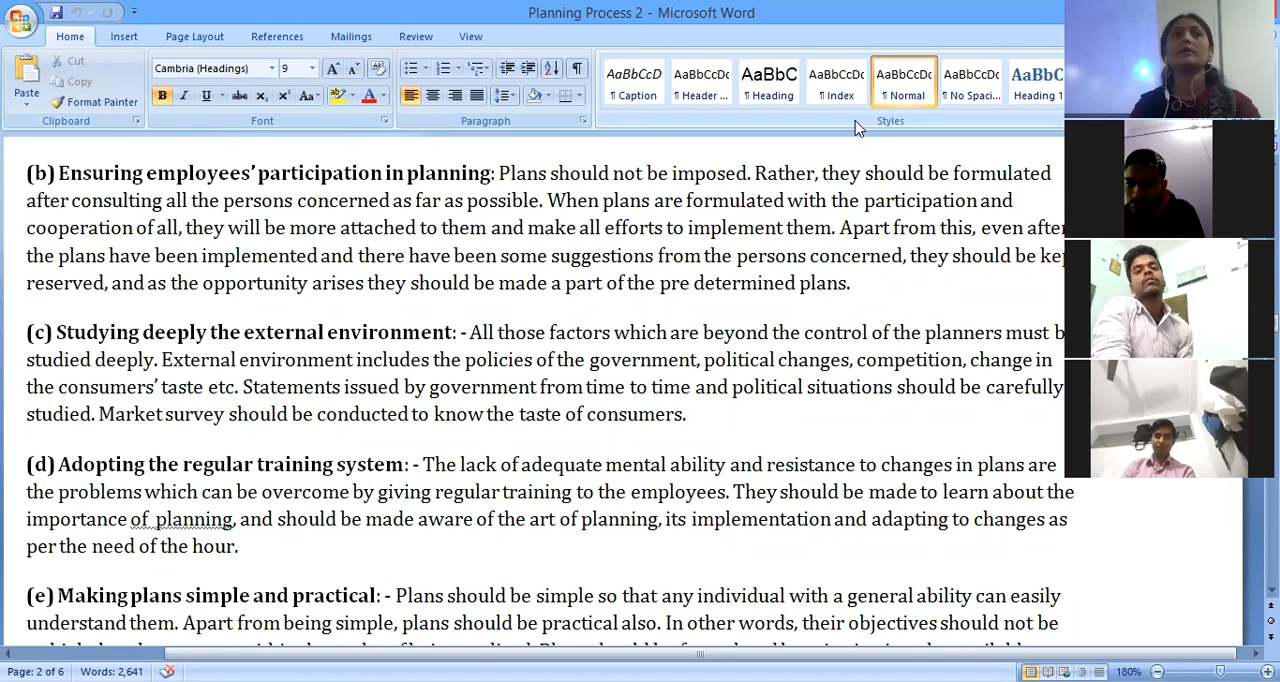 Planning Process 2 - Microsoft Word
Home Insert Page Layout References Mailings Review View
Paste
Cut
Copy
Format Painter
Clipboard
Cambria (Headings) 9
B I U abc X₂ X² Aa
Font
Paragraph
AaBbCcD AaBbCcDc AaBbC AaBbCcDc AaBbCcDc AaBbCcDc AaBbCc
¶ Caption ¶ Header ... ¶ Heading ¶ Index ¶ Normal ¶ No Spaci... Heading 1
Styles
(b) Ensuring employees' participation in planning: Plans should not be imposed. Rather, they should be formulated
after consulting all the persons concerned as far as possible. When plans are formulated with the participation and
cooperation of all, they will be more attached to them and make all efforts to implement them. Apart from this, even after
the plans have been implemented and there have been some suggestions from the persons concerned, they should be kep
reserved, and as the opportunity arises they should be made a part of the pre determined plans.
(c) Studying deeply the external environment: - All those factors which are beyond the control of the planners must b
studied deeply. External environment includes the policies of the government, political changes, competition, change in
the consumers' taste etc. Statements issued by government from time to time and political situations should be carefully
studied. Market survey should be conducted to know the taste of consumers.
(d) Adopting the regular training system: - The lack of adequate mental ability and resistance to changes in plans are
the problems which can be overcome by giving regular training to the employees. They should be made to learn about the
importance of planning, and should be made aware of the art of planning, its implementation and adapting to changes as
per the need of the hour.
(e) Making plans simple and practical: - Plans should be simple so that any individual with a general ability can easily
understand them. Apart from being simple, plans should be practical also. In other words, their objectives should not be
Page: 2 of 6 Words: 2,641 180%